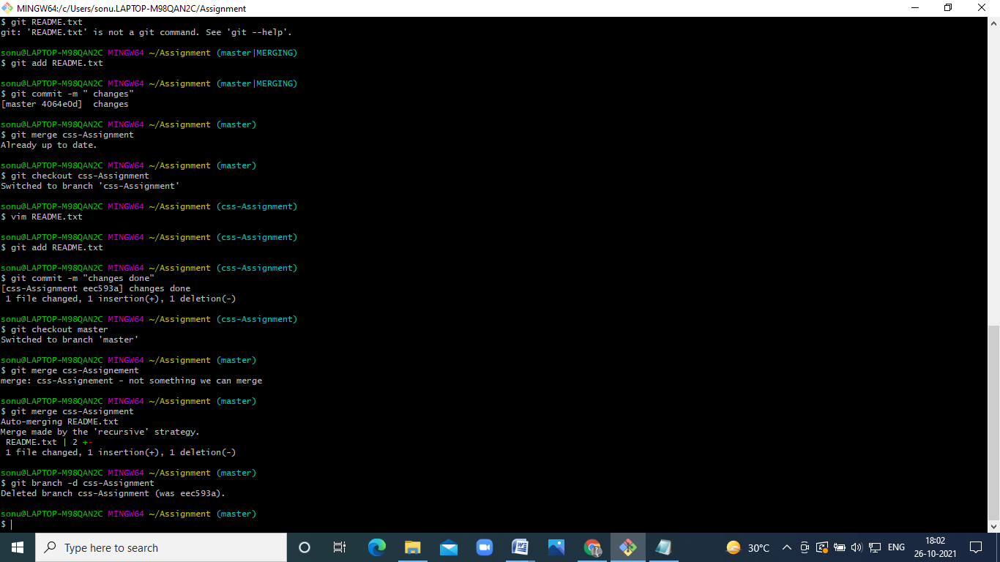 MINGW64:/c/Users/sonu.LAPTOP-M98QAN2C/Assignment
$ git README.txt
git: 'README.txt' is not a git command. See 'git --help'.
sonu@LAPTOP-M98QAN2C MINGW64 ~/Assignment (master|MERGING)
$ git add README.txt
sonu@LAPTOP-M98QAN2C MINGW64 ~/Assignment (master|MERGING)
$ git commit -m " changes"
[master 4064e0d]  changes
sonu@LAPTOP-M98QAN2C MINGW64 ~/Assignment (master)
$ git merge css-Assignment
Already up to date.
sonu@LAPTOP-M98QAN2C MINGW64 ~/Assignment (master)
$ git checkout css-Assignment
Switched to branch 'css-Assignment'
sonu@LAPTOP-M98QAN2C MINGW64 ~/Assignment (css-Assignment)
$ vim README.txt
sonu@LAPTOP-M98QAN2C MINGW64 ~/Assignment (css-Assignment)
$ git add README.txt
sonu@LAPTOP-M98QAN2C MINGW64 ~/Assignment (css-Assignment)
$ git commit -m "changes done"
[css-Assignment eec593a] changes done
 1 file changed, 1 insertion(+), 1 deletion(-)
sonu@LAPTOP-M98QAN2C MINGW64 ~/Assignment (css-Assignment)
$ git checkout master
Switched to branch 'master'
sonu@LAPTOP-M98QAN2C MINGW64 ~/Assignment (master)
$ git merge css-Assignement
merge: css-Assignement - not something we can merge
sonu@LAPTOP-M98QAN2C MINGW64 ~/Assignment (master)
$ git merge css-Assignment
Auto-merging README.txt
Merge made by the 'recursive' strategy.
 README.txt | 2 +-
 1 file changed, 1 insertion(+), 1 deletion(-)
sonu@LAPTOP-M98QAN2C MINGW64 ~/Assignment (master)
$ git branch -d css-Assignment
Deleted branch css-Assignment (was eec593a).
sonu@LAPTOP-M98QAN2C MINGW64 ~/Assignment (master)
$
Type here to search
30°C
ENG
18:02
26-10-2021